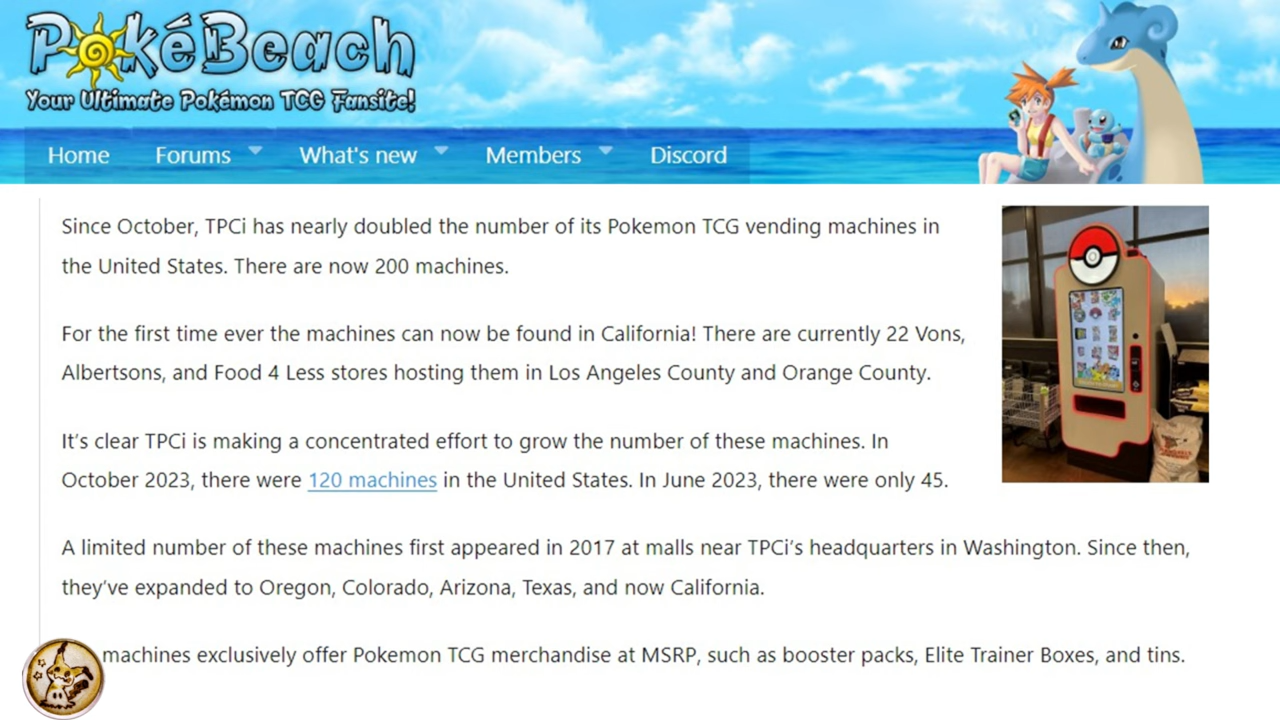 PokéBeach
Your Ultimate Pokémon TCG Fansite!
Home Forums What's new Members Discord
Since October, TPCi has nearly doubled the number of its Pokemon TCG vending machines in
the United States. There are now 200 machines.
For the first time ever the machines can now be found in California! There are currently 22 Vons,
Albertsons, and Food 4 Less stores hosting them in Los Angeles County and Orange County.
It’s clear TPCi is making a concentrated effort to grow the number of these machines. In
October 2023, there were 120 machines in the United States. In June 2023, there were only 45.
A limited number of these machines first appeared in 2017 at malls near TPCi’s headquarters in Washington. Since then,
they’ve expanded to Oregon, Colorado, Arizona, Texas, and now California.
machines exclusively offer Pokemon TCG merchandise at MSRP, such as booster packs, Elite Trainer Boxes, and tins.